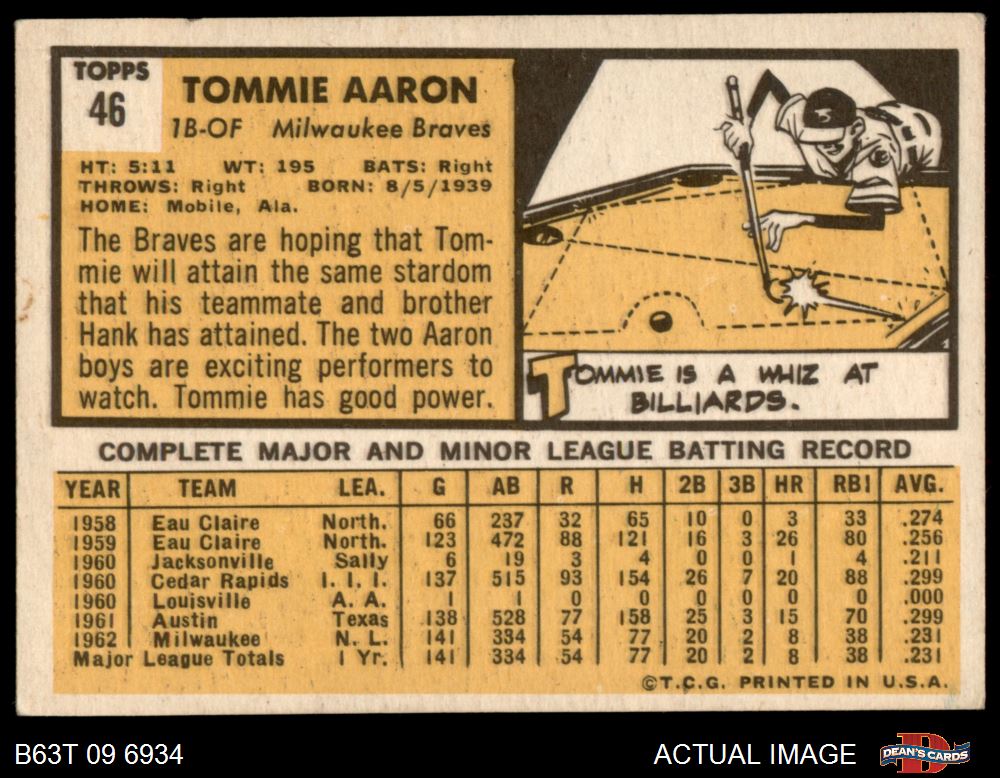 TOPPS
46
TOMMIE AARON
1B-OF Milwaukee Braves
HT: 5:11 WT: 195 BATS: Right
THROWS: Right BORN: 8/5/1939
HOME: Mobile, Ala.
The Braves are hoping that Tom-
mie will attain the same stardom
that his teammate and brother
Hank has attained. The two Aaron
boys are exciting performers to
watch. Tommie has good power.
TOMMIE IS A WHIZ AT
BILLIARDS.
COMPLETE MAJOR AND MINOR LEAGUE BATTING RECORD
YEAR TEAM LEA. G AB R H 2B 3B HR RBI AVG.
1958 Eau Claire North. 66 237 32 65 10 0 3 33 .274
1959 Eau Claire North. 123 472 88 121 16 3 26 80 .256
1960 Jacksonville Sally 6 19 3 4 0 0 1 4 .211
1960 Cedar Rapids I. I. I. 137 515 93 154 26 7 20 88 .299
1960 Louisville A. A. 1 1 0 0 0 0 0 0 .000
1961 Austin Texas 138 528 77 158 25 3 15 70 .299
1962 Milwaukee N. L. 141 334 54 77 20 2 8 38 .231
Major League Totals 1 Yr. 141 334 54 77 20 2 8 38 .231
©T.C.G. PRINTED IN U.S.A.
B63T 09 6934 ACTUAL IMAGE DEAN'S CARDS